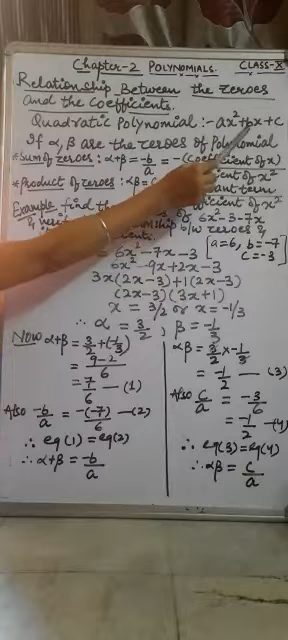 Chapter-2 POLYNOMIALS. CLASS-X
Relationship Between the zeroes
and the coefficients.
Quadratic Polynomial :- ax²+bx+c
If α, β are the zeroes of Polynomial
*Sum of zeroes: α+β = -b/a = -(Coefficient of x)
*Product of zeroes: αβ = of x²
Example find th of 6x²-3-7x
& b/w zeroes &
6x²-7x-3 [a=6, b=-7
6x²-9x+2x-3 c=-3]
3x(2x-3)+1(2x-3)
(2x-3)(3x+1)
x = 3/2 or x = -1/3
∴ α = 3/2 ; β = -1/3
Now α+β = 3/2+(-1/3)
= 9-2/6
= 7/6 — (1)
Also -b/a = -(-7)/6 — (2)
∴ eq(1) = eq(2)
∴ α+β = -b/a
αβ = 3/2 × -1/3
= -1/2 — (3)
Also c/a = -3/6
= -1/2 — (4)
∴ eq(3) = eq(4)
∴ αβ = c/a